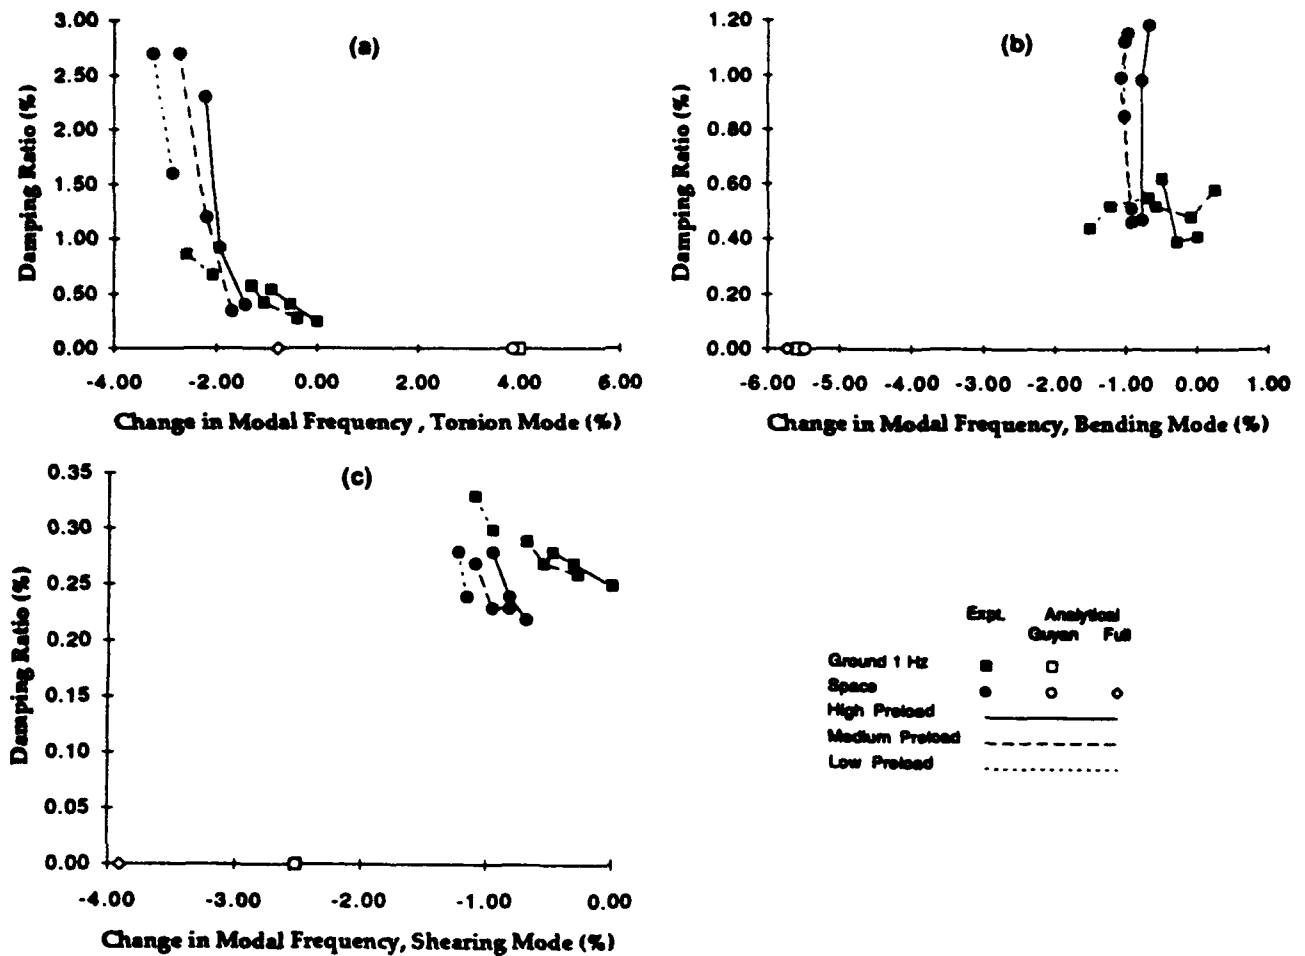 (a)
3.00
2.50
2.00
1.50
1.00
0.50
0.00
Damping Ratio (%)
-4.00 -2.00 0.00 2.00 4.00 6.00
Change in Modal Frequency , Torsion Mode (%)
(b)
1.20
1.00
0.80
0.60
0.40
0.20
0.00
Damping Ratio (%)
-6.00 -5.00 -4.00 -3.00 -2.00 -1.00 0.00 1.00
Change in Modal Frequency, Bending Mode (%)
(c)
0.35
0.30
0.25
0.20
0.15
0.10
0.05
0.00
Damping Ratio (%)
-4.00 -3.00 -2.00 -1.00 0.00
Change in Modal Frequency, Shearing Mode (%)
Expt. Analytical
Guyan Full
Ground 1 Hz
Space
High Preload
Medium Preload
Low Preload